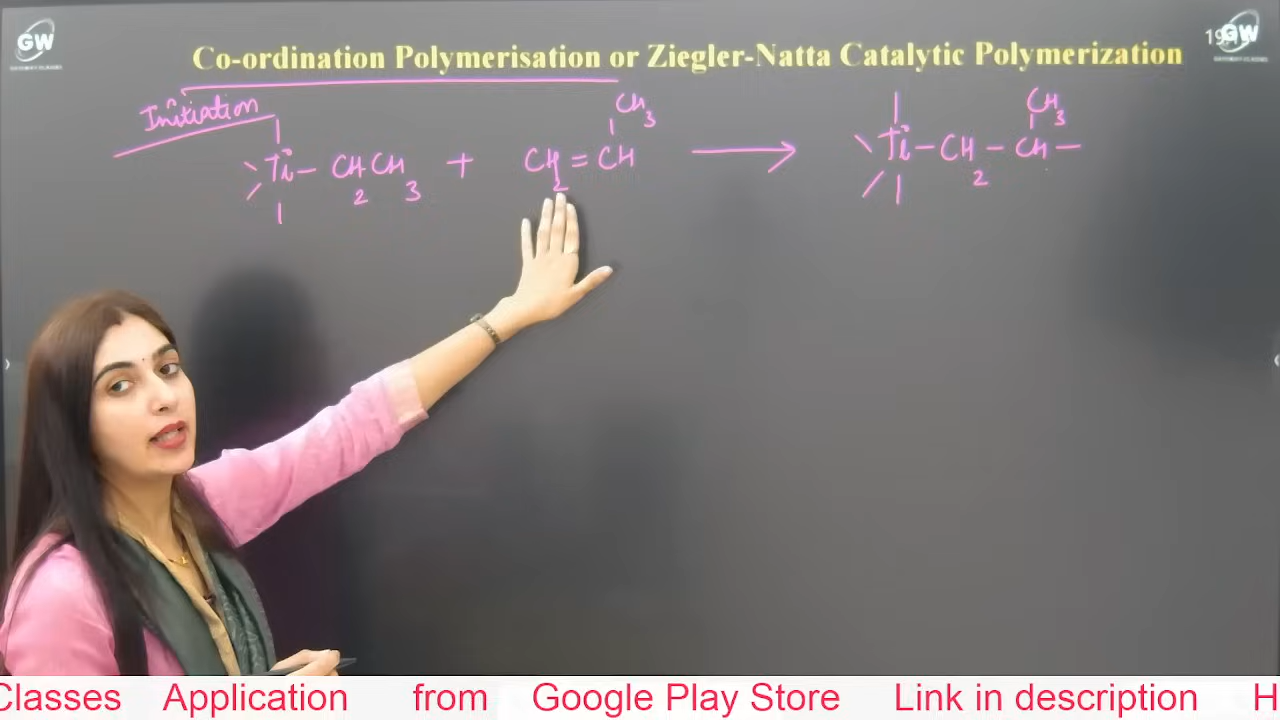 GW
Co-ordination Polymerisation or Ziegler-Natta Catalytic Polymerization
GW
Initiation
Ti - CH2CH3 + CH2 = CH
CH3
Ti - CH2 - CH -
CH3
Classes Application from Google Play Store Link in description H